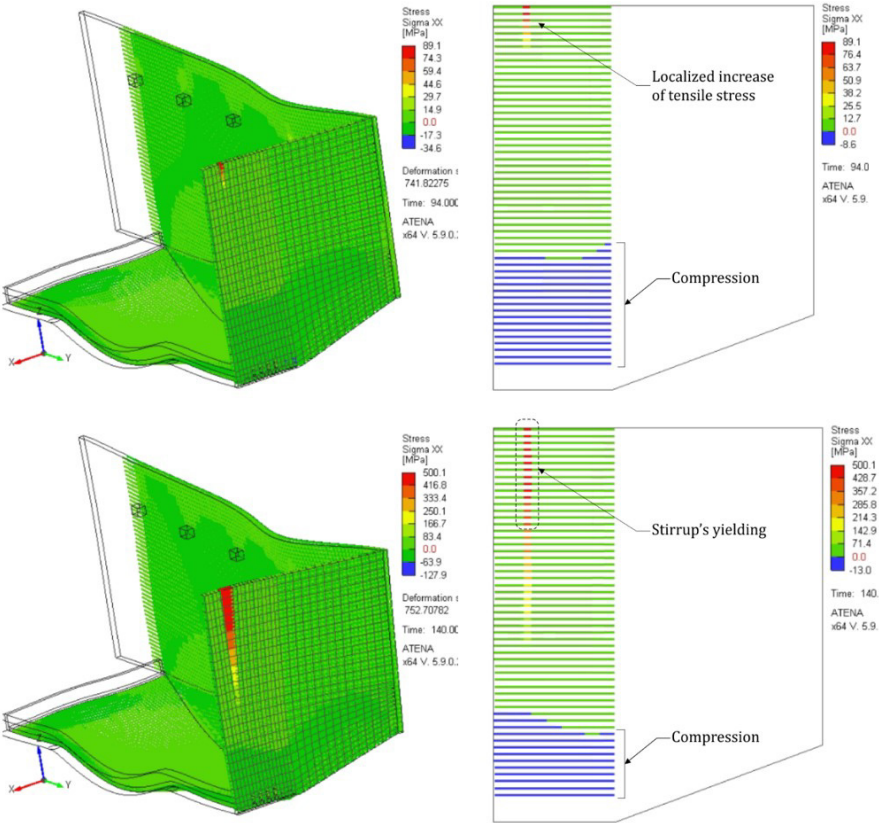 Stress
Sigma XX
[MPa]
89.1
74.3
59.4
44.6
29.7
14.9
0.0
-17.3
-34.6
Deformation s
741.82275
Time: 94.000
ATENA
x64 V. 5.9.0.
X
Z
Y
Stress
Sigma XX
[MPa]
89.1
76.4
63.7
50.9
38.2
25.5
12.7
0.0
-8.6
Time: 94.0
ATENA
x64 V. 5.9.
Localized increase
of tensile stress
Compression
Stress
Sigma XX
[MPa]
500.1
416.8
333.4
250.1
166.7
83.4
0.0
-63.9
-127.9
Deformation s
752.70782
Time: 140.00
ATENA
x64 V. 5.9.0.
X
Z
Y
Stress
Sigma XX
[MPa]
500.1
428.7
357.2
285.8
214.3
142.9
71.4
0.0
-13.0
Time: 140.
ATENA
x64 V. 5.9.
Stirrup's yielding
Compression